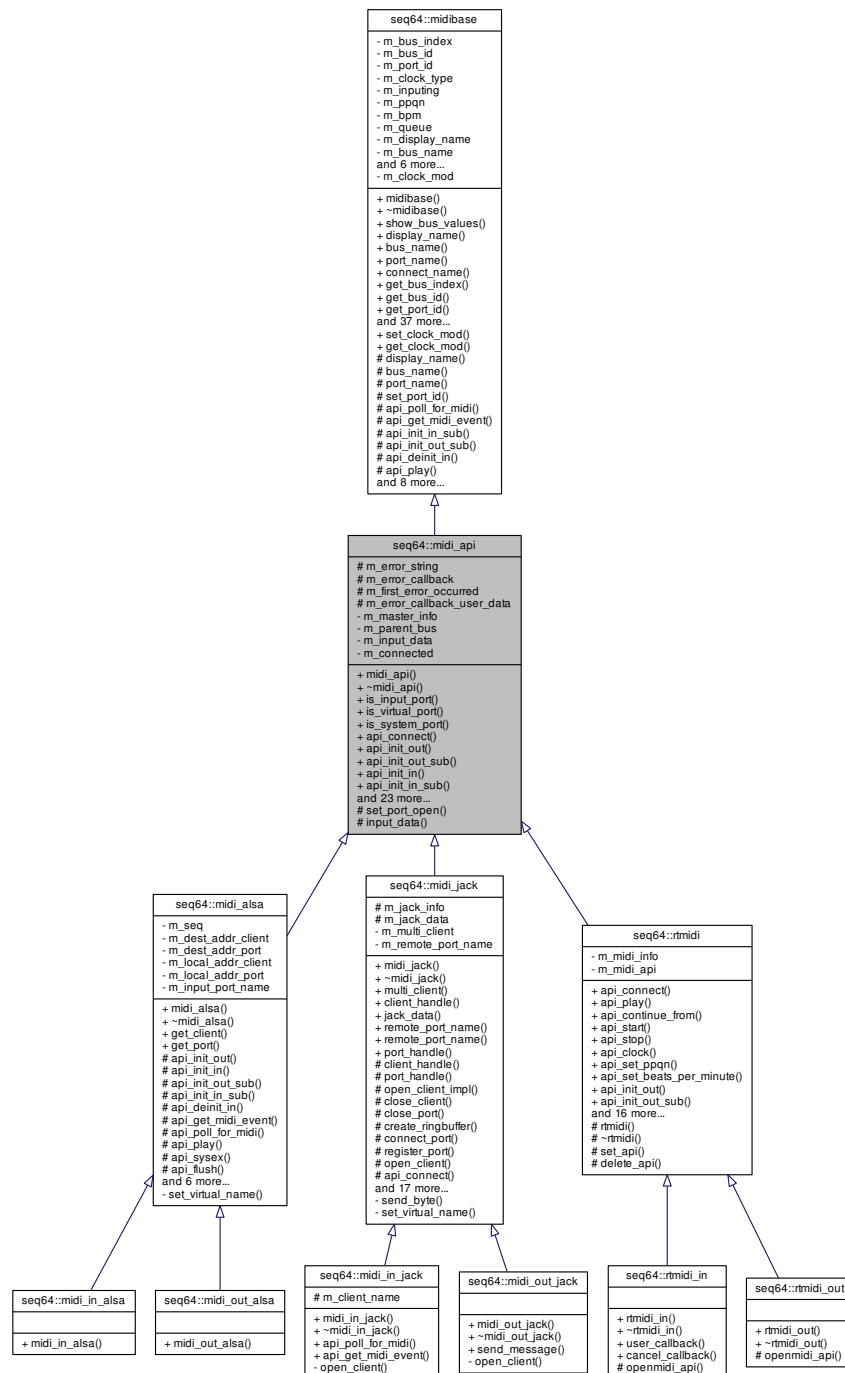 seq64::midibase
- m_bus_index
- m_bus_id
- m_port_id
- m_clock_type
- m_inputing
- m_ppqn
- m_bpm
- m_queue
- m_display_name
- m_bus_name
and 6 more...
- m_clock_mod
+ midibase()
+ ~midibase()
+ show_bus_values()
+ display_name()
+ bus_name()
+ port_name()
+ connect_name()
+ get_bus_index()
+ get_bus_id()
+ get_port_id()
and 37 more...
+ set_clock_mod()
+ get_clock_mod()
# display_name()
# bus_name()
# port_name()
# set_port_id()
# api_poll_for_midi()
# api_get_midi_event()
# api_init_in_sub()
# api_init_out_sub()
# api_deinit_in()
# api_play()
and 8 more...
seq64::midi_api
# m_error_string
# m_error_callback
# m_first_error_occurred
# m_error_callback_user_data
- m_master_info
- m_parent_bus
- m_input_data
- m_connected
+ midi_api()
+ ~midi_api()
+ is_input_port()
+ is_virtual_port()
+ is_system_port()
+ api_connect()
+ api_init_out()
+ api_init_out_sub()
+ api_init_in()
+ api_init_in_sub()
and 23 more...
# set_port_open()
# input_data()
seq64::midi_alsa
- m_seq
- m_dest_addr_client
- m_dest_addr_port
- m_local_addr_client
- m_local_addr_port
- m_input_port_name
+ midi_alsa()
+ ~midi_alsa()
+ get_client()
+ get_port()
# api_init_out()
# api_init_in()
# api_init_out_sub()
# api_init_in_sub()
# api_deinit_in()
# api_get_midi_event()
# api_poll_for_midi()
# api_play()
# api_sysex()
# api_flush()
and 6 more...
- set_virtual_name()
seq64::midi_jack
# m_jack_info
# m_jack_data
- m_multi_client
- m_remote_port_name
+ midi_jack()
+ ~midi_jack()
+ multi_client()
+ client_handle()
+ jack_data()
+ remote_port_name()
+ remote_port_name()
+ port_handle()
# client_handle()
# port_handle()
# open_client_impl()
# close_client()
# close_port()
# create_ringbuffer()
# connect_port()
# register_port()
# open_client()
# api_connect()
and 17 more...
- send_byte()
- set_virtual_name()
seq64::rtmidi
- m_midi_info
- m_midi_api
+ api_connect()
+ api_play()
+ api_continue_from()
+ api_start()
+ api_stop()
+ api_clock()
+ api_set_ppqn()
+ api_set_beats_per_minute()
+ api_init_out()
+ api_init_out_sub()
and 16 more...
# rtmidi()
# ~rtmidi()
# set_api()
# delete_api()
seq64::midi_in_alsa
+ midi_in_alsa()
seq64::midi_out_alsa
+ midi_out_alsa()
seq64::midi_in_jack
# m_client_name
+ midi_in_jack()
+ ~midi_in_jack()
+ api_poll_for_midi()
+ api_get_midi_event()
- open_client()
seq64::midi_out_jack
+ midi_out_jack()
+ ~midi_out_jack()
+ send_message()
- open_client()
seq64::rtmidi_in
+ rtmidi_in()
+ ~rtmidi_in()
+ user_callback()
+ cancel_callback()
# openmidi_api()
seq64::rtmidi_out
+ rtmidi_out()
+ ~rtmidi_out()
# openmidi_api()